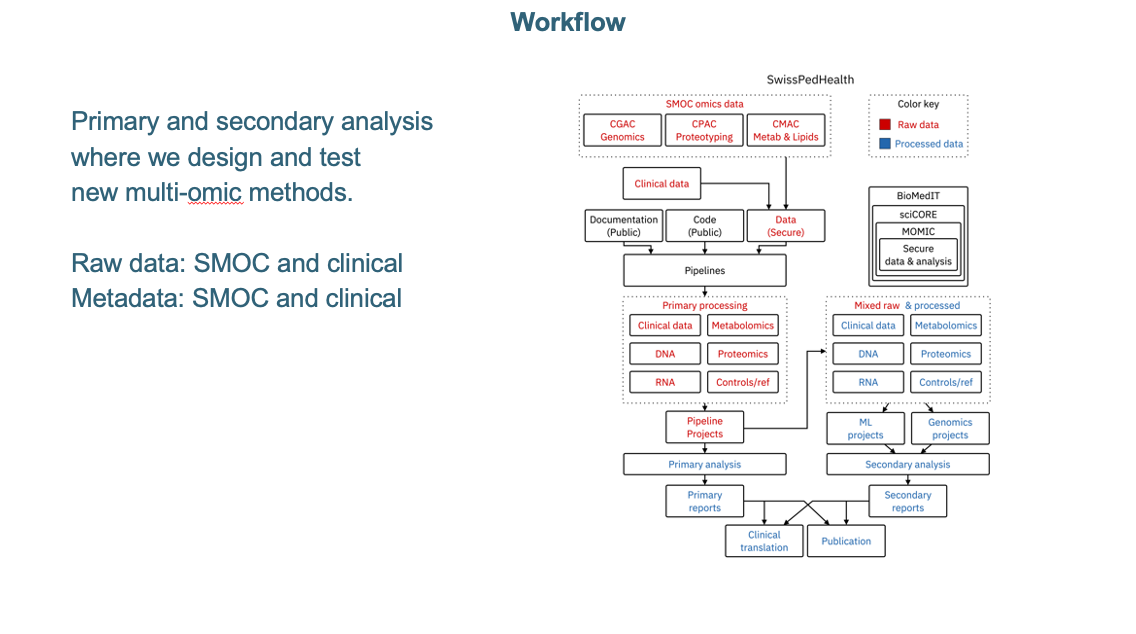 Workflow
Primary and secondary analysis
where we design and test
new multi-omic methods.
Raw data: SMOC and clinical
Metadata: SMOC and clinical
SwissPedHealth
SMOC omics data
CGAC
Genomics
CPAC
Proteotyping
CMAC
Metab & Lipids
Color key
Raw data
Processed data
Clinical data
Documentation
(Public)
Code
(Public)
Data
(Secure)
BioMedIT
sciCORE
MOMIC
Secure
data & analysis
Pipelines
Primary processing
Clinical data
Metabolomics
DNA
Proteomics
RNA
Controls/ref
Mixed raw & processed
Clinical data
Metabolomics
DNA
Proteomics
RNA
Controls/ref
Pipeline
Projects
ML
projects
Genomics
projects
Primary analysis
Secondary analysis
Primary
reports
Secondary
reports
Clinical
translation
Publication